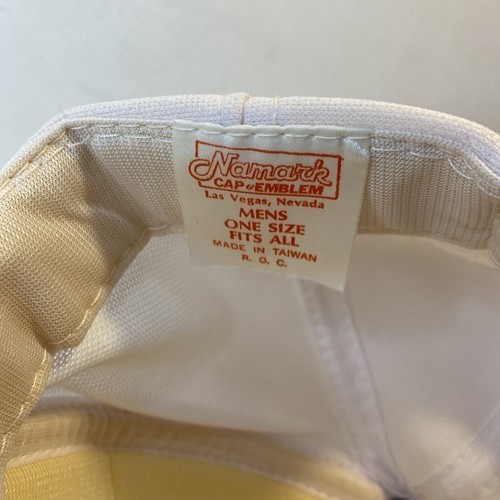 Namark
CAP & EMBLEM
Las Vegas, Nevada
MENS
ONE SIZE
FITS ALL
MADE IN TAIWAN
R. O. C.